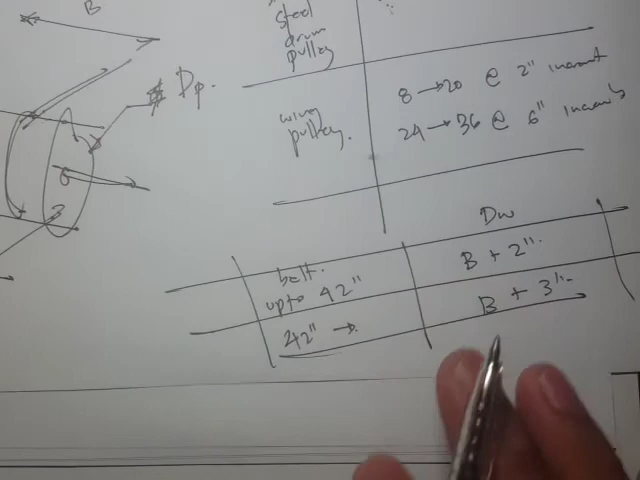 B
steel
drum
pulley
Dp.
wing
pulley.
8 → 20 @ 2" increment
24 → 36 @ 6" increments
Dw
belt.
upto 42"
B + 2".
42" →
B + 3".